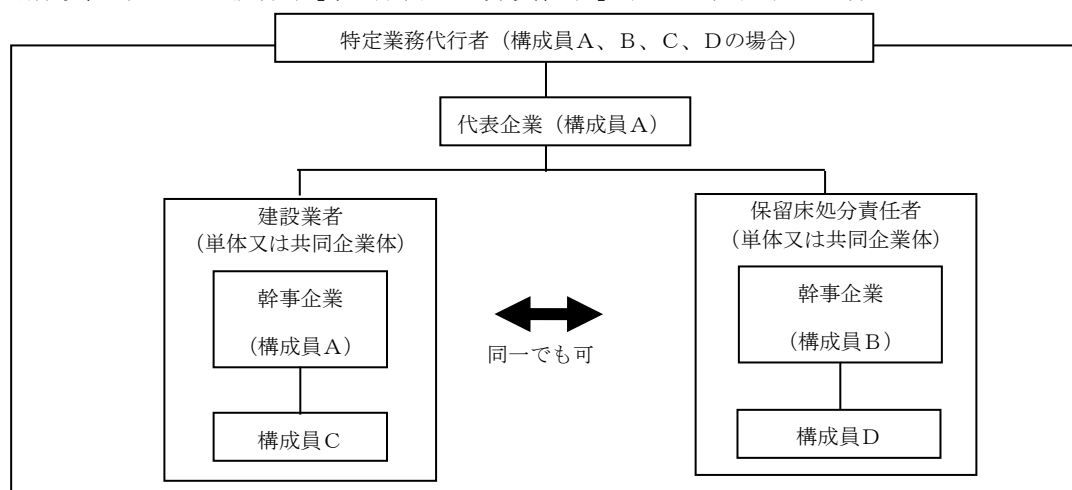 特定業務代行者（構成員Ａ、Ｂ、Ｃ、Ｄの場合）
代表企業（構成員Ａ）
建設業者
（単体又は共同企業体）
幹事企業
（構成員Ａ）
構成員Ｃ
同一でも可
保留床処分責任者
（単体又は共同企業体）
幹事企業
（構成員Ｂ）
構成員Ｄ